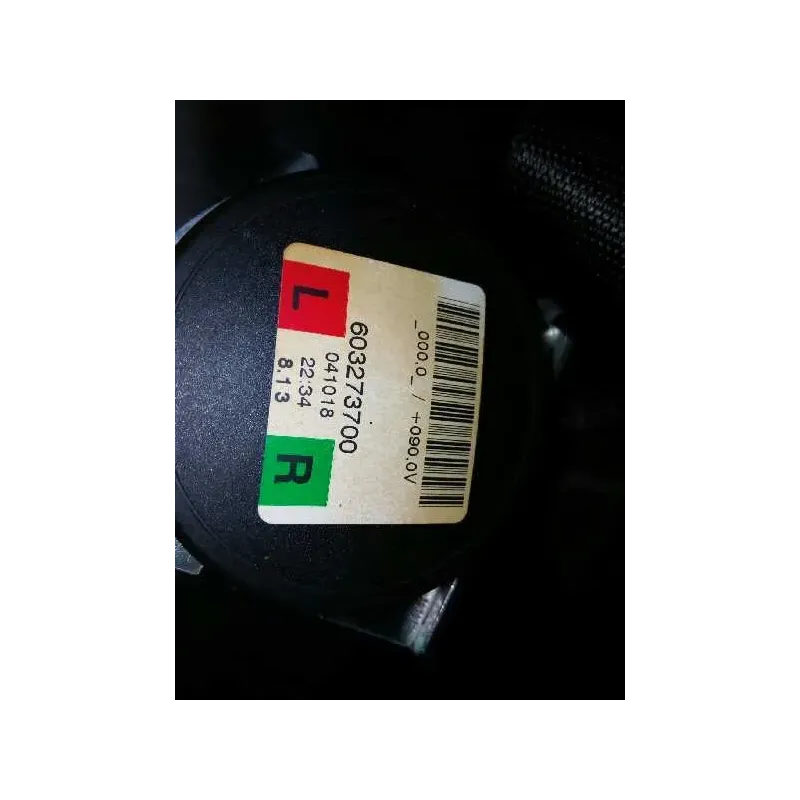 _000.0_ / +090.0V
603273700
L
041018
22:34
8.13
R